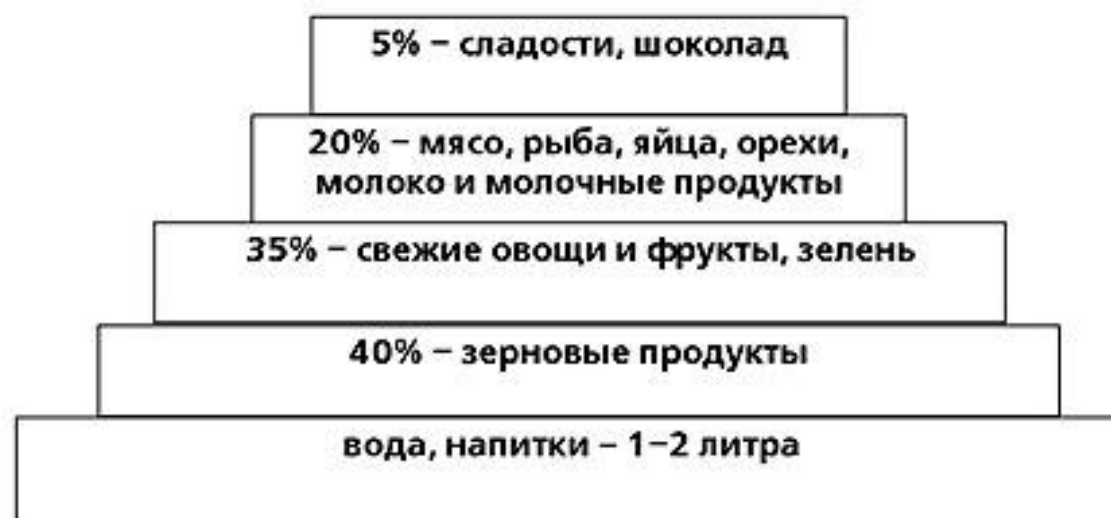 5% – сладости, шоколад
20% – мясо, рыба, яйца, орехи,
молоко и молочные продукты
35% – свежие овощи и фрукты, зелень
40% – зерновые продукты
вода, напитки – 1–2 литра